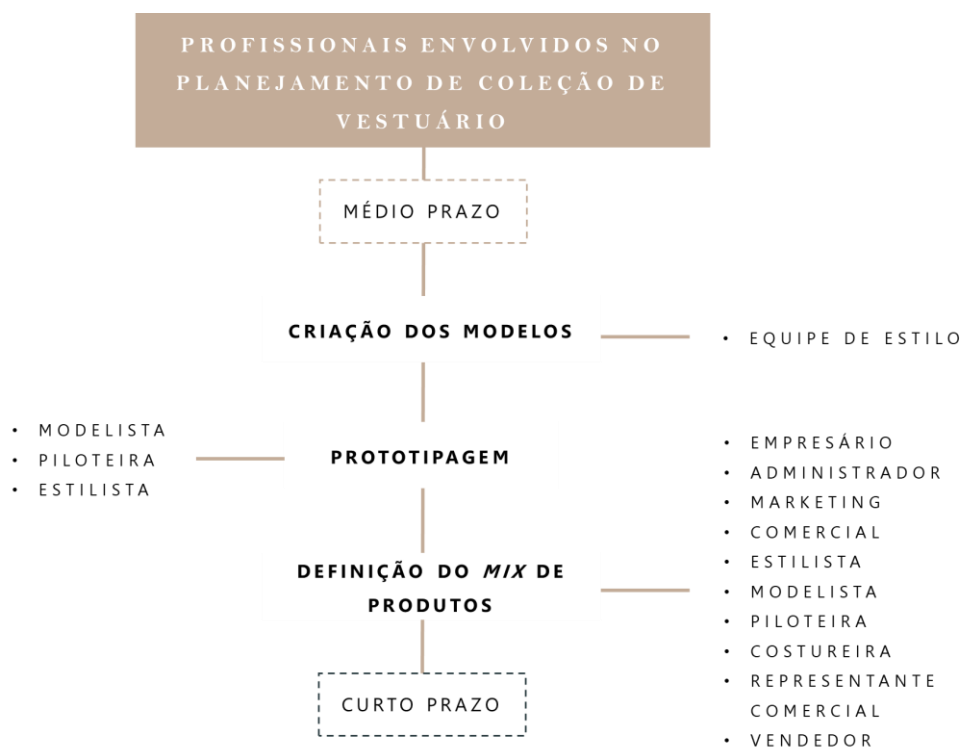 PROFISSIONAIS ENVOLVIDOS NO
PLANEJAMENTO DE COLEÇÃO DE
VESTUÁRIO
MÉDIO PRAZO
CRIAÇÃO DOS MODELOS
• EQUIPE DE ESTILO
• MODELISTA
• PILOTEIRA
• ESTILISTA
PROTOTIPAGEM
DEFINIÇÃO DO MIX DE
PRODUTOS
• EMPRESÁRIO
• ADMINISTRADOR
• MARKETING
• COMERCIAL
• ESTILISTA
• MODELISTA
• PILOTEIRA
• COSTUREIRA
• REPRESENTANTE
COMERCIAL
• VENDEDOR
CURTO PRAZO